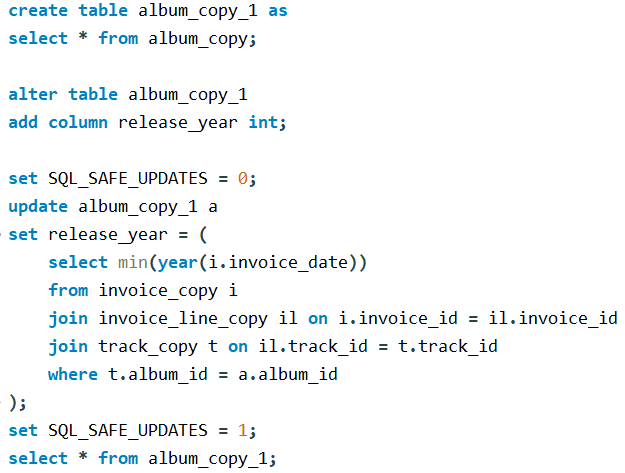 create table album_copy_1 as
select * from album_copy;
alter table album_copy_1
add column release_year int;
set SQL_SAFE_UPDATES = 0;
update album_copy_1 a
set release_year = (
select min(year(i.invoice_date))
from invoice_copy i
join invoice_line_copy il on i.invoice_id = il.invoice_id
join track_copy t on il.track_id = t.track_id
where t.album_id = a.album_id
);
set SQL_SAFE_UPDATES = 1;
select * from album_copy_1;